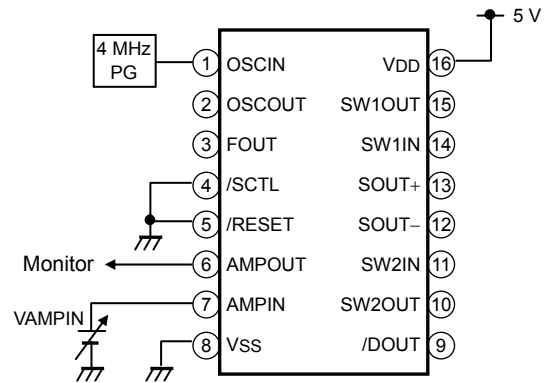 5 V
4 MHz
PG
1 OSCIN
VDD 16
2 OSCOUT
SW1OUT 15
3 FOUT
SW1IN 14
4 /SCTL
SOUT+ 13
5 /RESET
SOUT− 12
Monitor
6 AMPOUT
SW2IN 11
7 AMPIN
SW2OUT 10
VAMPIN
8 VSS
/DOUT 9